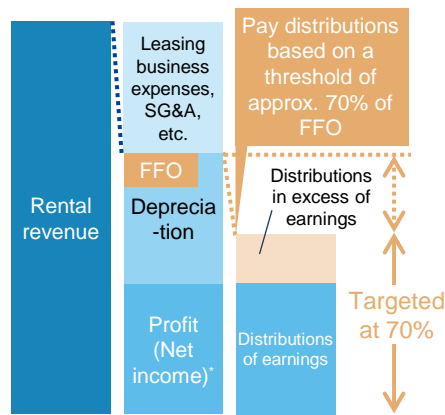 Rental
revenue
Leasing
business
expenses,
SG&A,
etc.
FFO
Deprecia
-tion
Profit
(Net
income)*
Pay distributions
based on a
threshold of
approx. 70% of
FFO
Distributions
in excess of
earnings
Distributions
of earnings
Targeted
at 70%